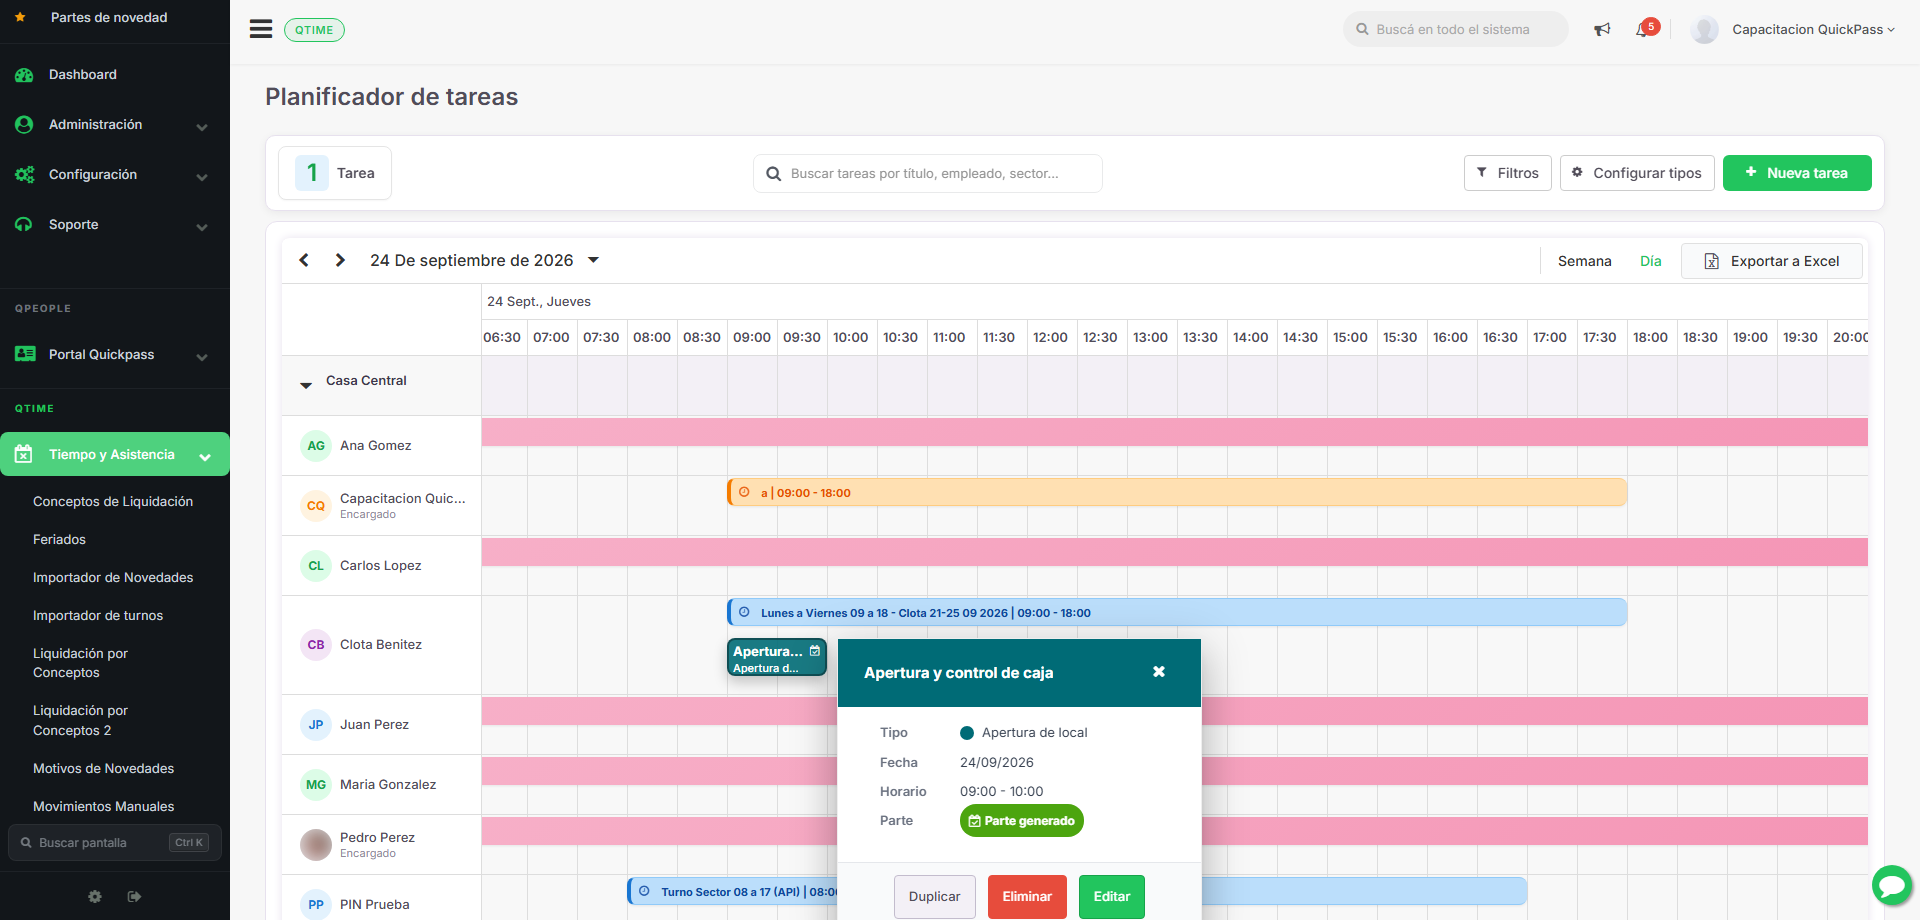 Partes de novedad
Dashboard
Administración
Configuración
Soporte
QPEOPLE
Portal Quickpass
QTIME
Tiempo y Asistencia
Conceptos de Liquidación
Feriados
Importador de Novedades
Importador de turnos
Liquidación por
Conceptos
Liquidación por
Conceptos 2
Motivos de Novedades
Movimientos Manuales
Buscar pantalla Ctrl K
QTIME
Buscá en todo el sistema
5
Capacitacion QuickPass
Planificador de tareas
1 Tarea
Buscar tareas por título, empleado, sector...
Filtros
Configurar tipos
+ Nueva tarea
24 De septiembre de 2026
Semana
Día
Exportar a Excel
24 Sept., Jueves
06:30 07:00 07:30 08:00 08:30 09:00 09:30 10:00 10:30 11:00 11:30 12:00 12:30 13:00 13:30 14:00 14:30 15:00 15:30 16:00 16:30 17:00 17:30 18:00 18:30 19:00 19:30 20:00
Casa Central
AG Ana Gomez
CQ Capacitacion Quic...
Encargado
a | 09:00 - 18:00
CL Carlos Lopez
CB Clota Benitez
Lunes a Viernes 09 a 18 - Clota 21-25 09 2026 | 09:00 - 18:00
Apertura...
Apertura d...
JP Juan Perez
MG Maria Gonzalez
Pedro Perez
Encargado
PP PIN Prueba
Turno Sector 08 a 17 (API) | 08:0
Apertura y control de caja
Tipo Apertura de local
Fecha 24/09/2026
Horario 09:00 - 10:00
Parte Parte generado
Duplicar
Eliminar
Editar